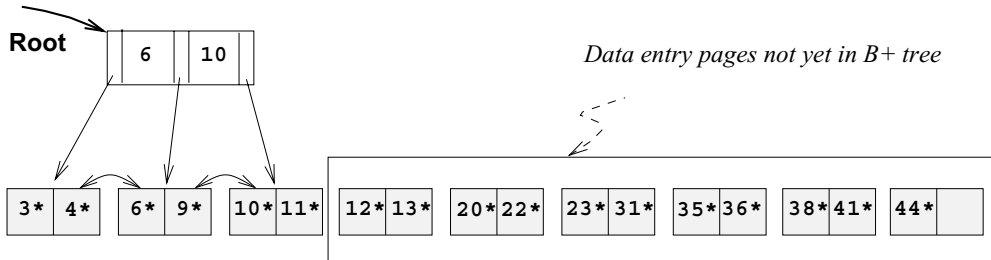 Root
6 10
Data entry pages not yet in B+ tree
3* 4* 6* 9* 10* 11* 12* 13* 20* 22* 23* 31* 35* 36* 38* 41* 44*